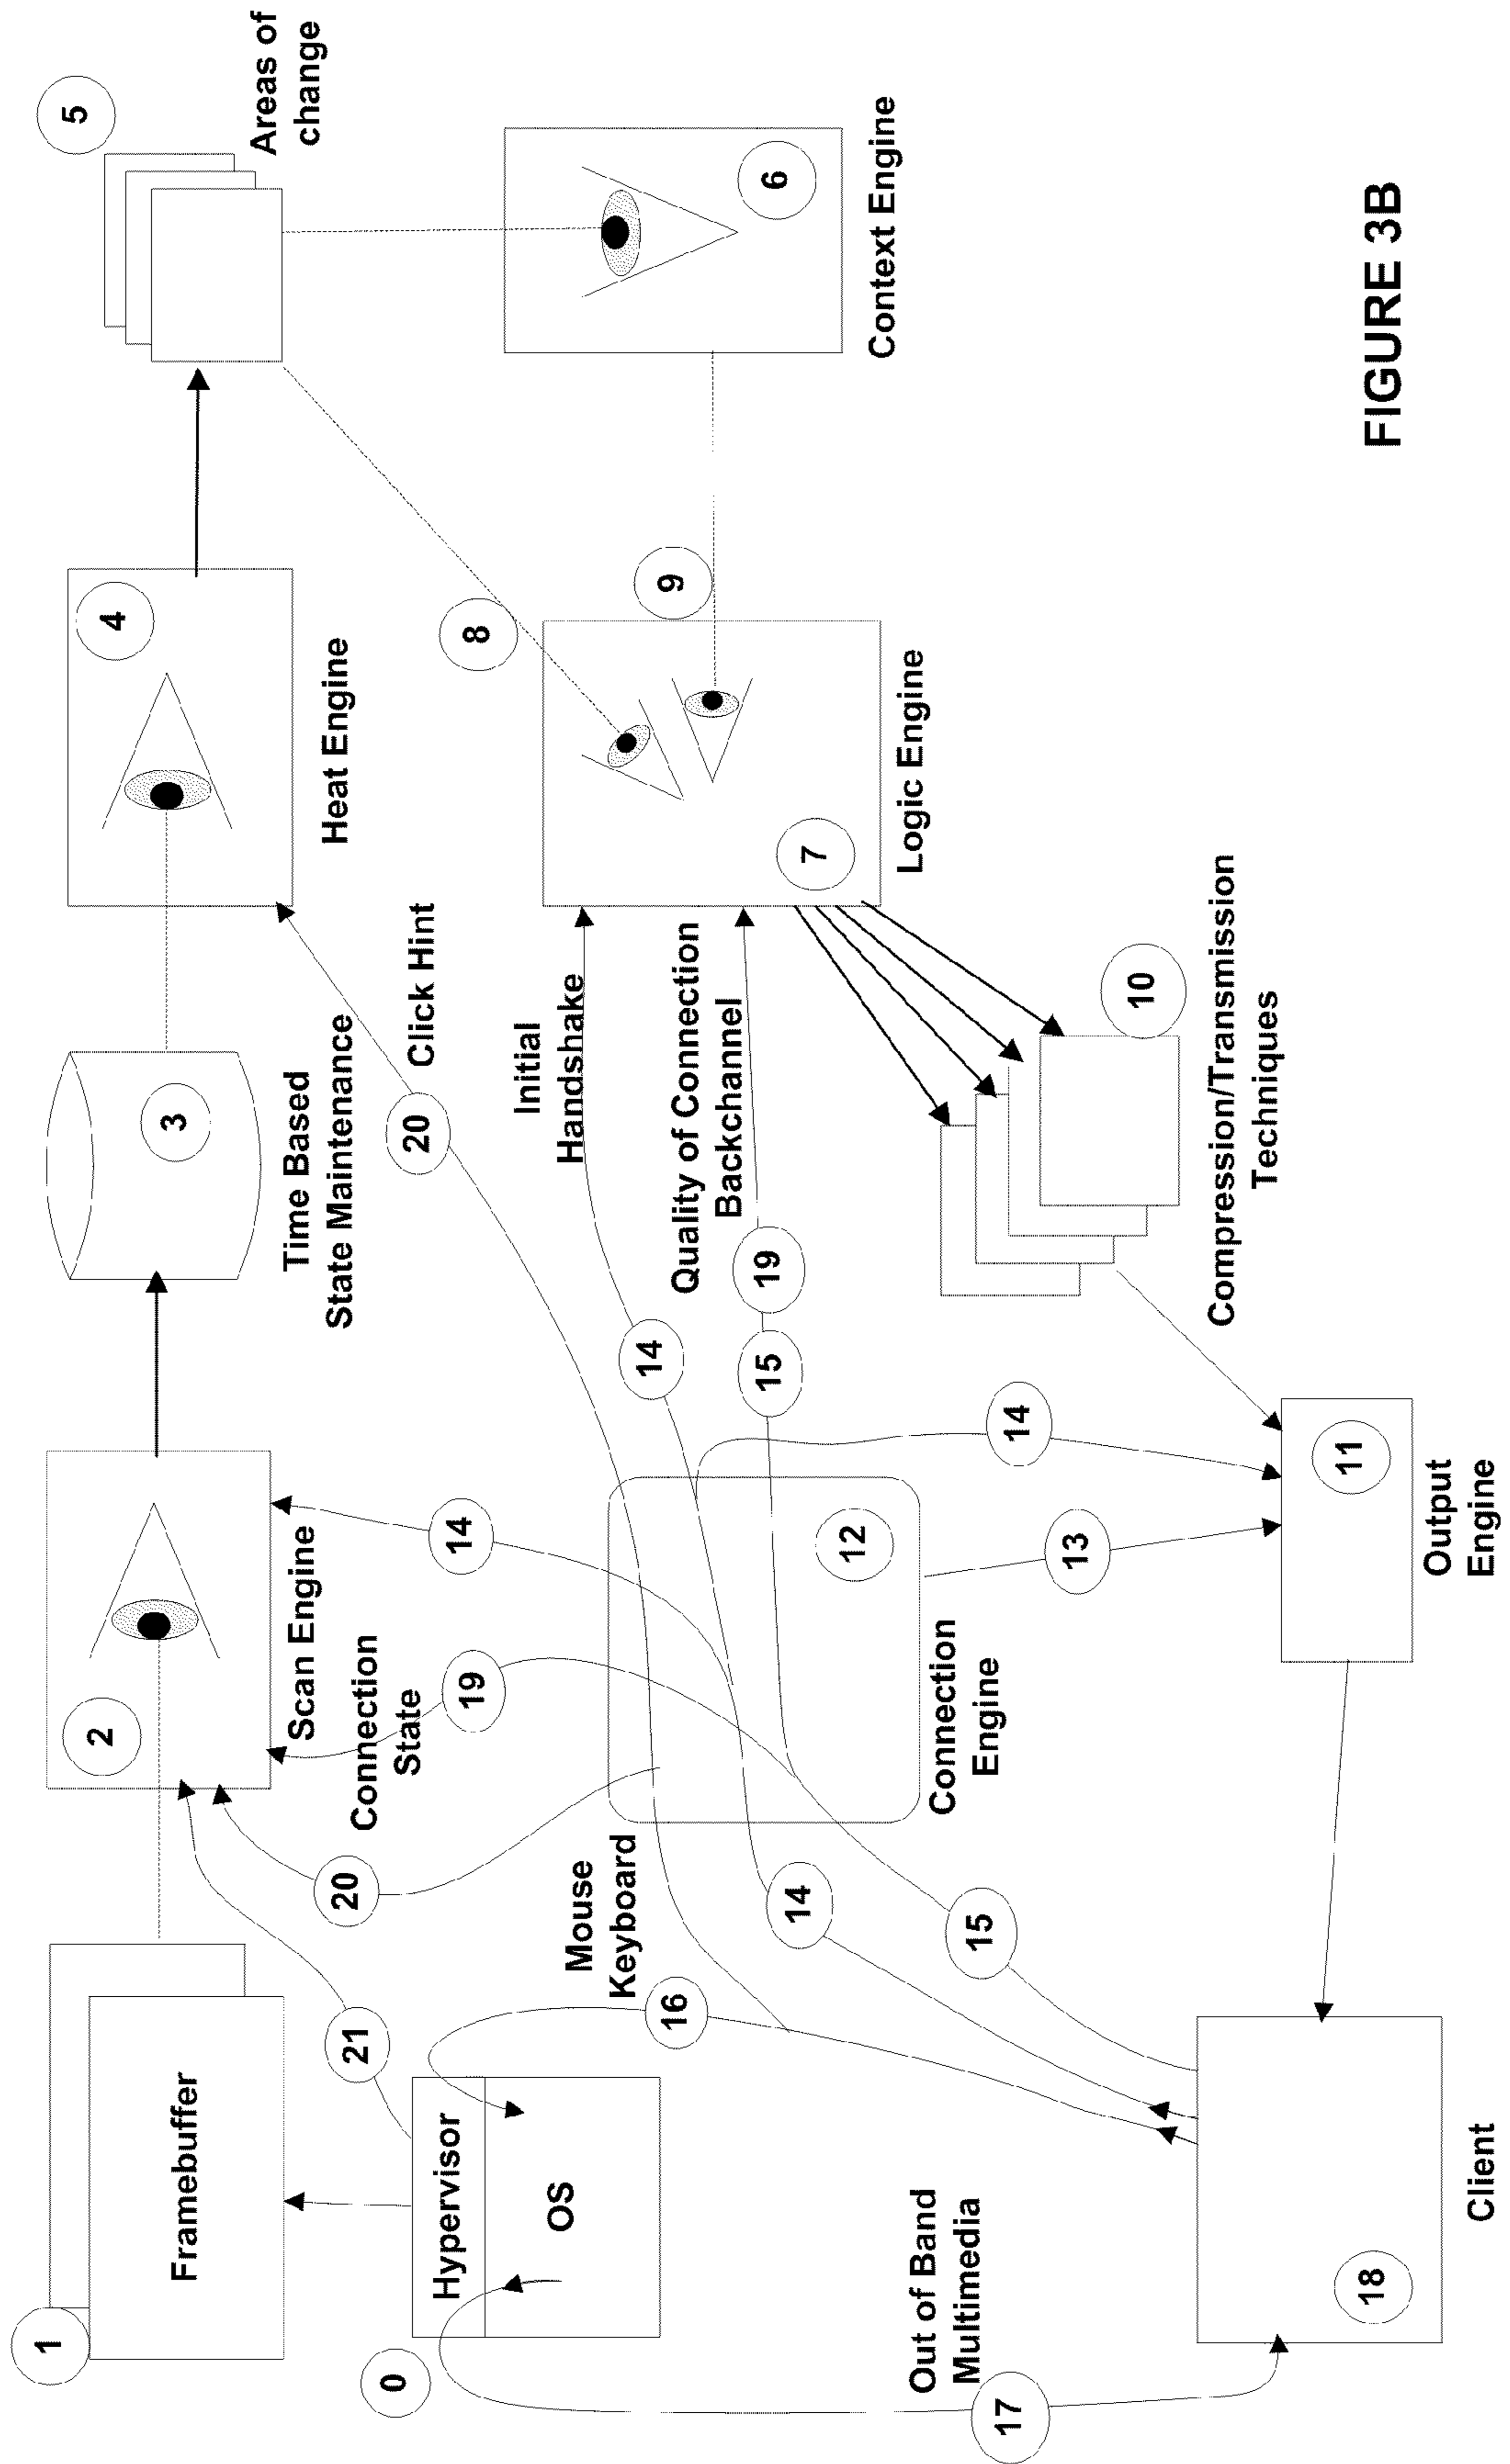 1
Framebuffer
2
Scan Engine
3
Time Based
State Maintenance
4
Heat Engine
5
Areas of
change
0
Hypervisor
OS
21
20
Connection
State
19
14
20
Click Hint
8
9
6
Context Engine
Mouse
Keyboard
16
14
Initial
Handshake
14
Quality of Connection
Backchannel
15
19
7
Logic Engine
12
Connection
Engine
15
13
14
10
Compression/Transmission
Techniques
Out of Band
Multimedia
17
18
Client
11
Output
Engine
FIGURE 3B